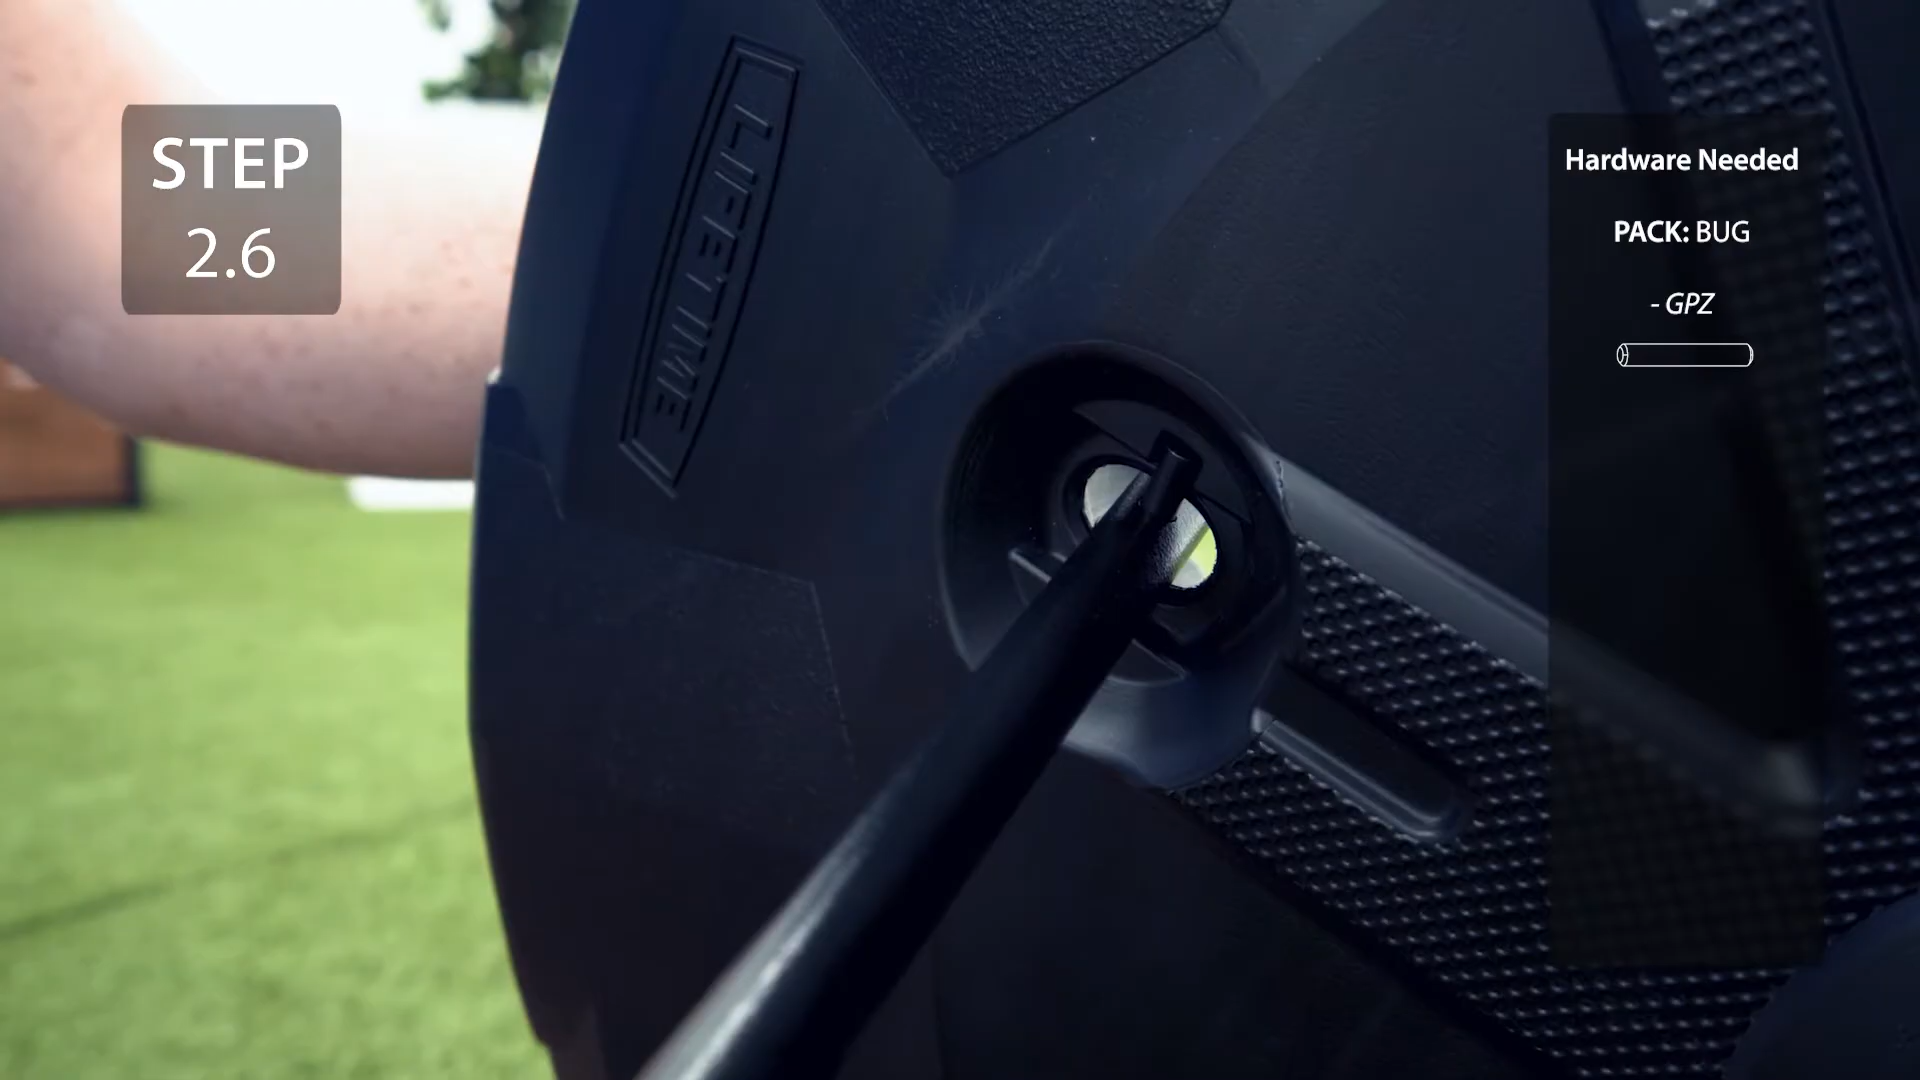 STEP
2.6
LIFETIME
Hardware Needed
PACK: BUG
- GPZ